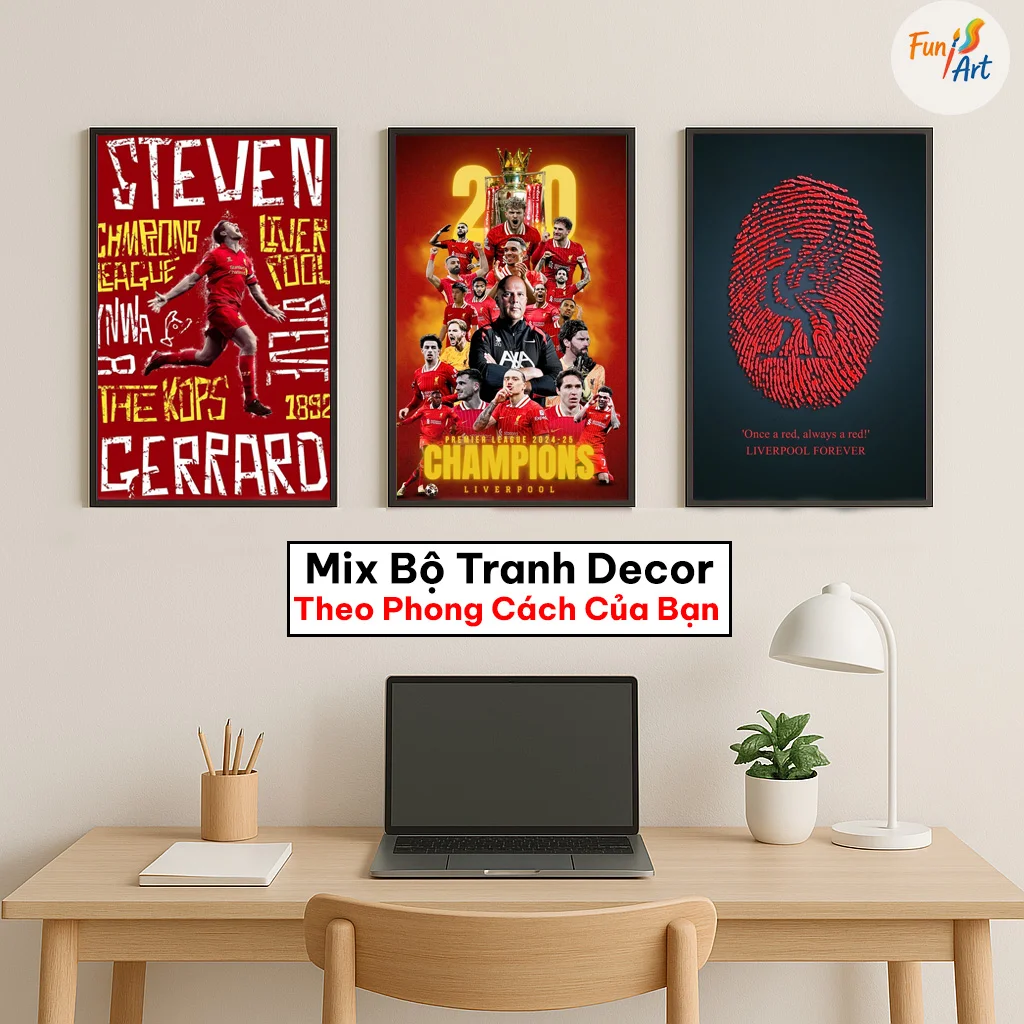 Fun Art
STEVEN
CHAMPIONS
LEAGUE
LIVER
POOL
YNWA
8
STEVE
THE KOPS
1892
GERRARD
20
PREMIER LEAGUE 2024-25
CHAMPIONS
LIVERPOOL
AXA
'Once a red, always a red!'
LIVERPOOL FOREVER
Mix Bộ Tranh Decor
Theo Phong Cách Của Bạn